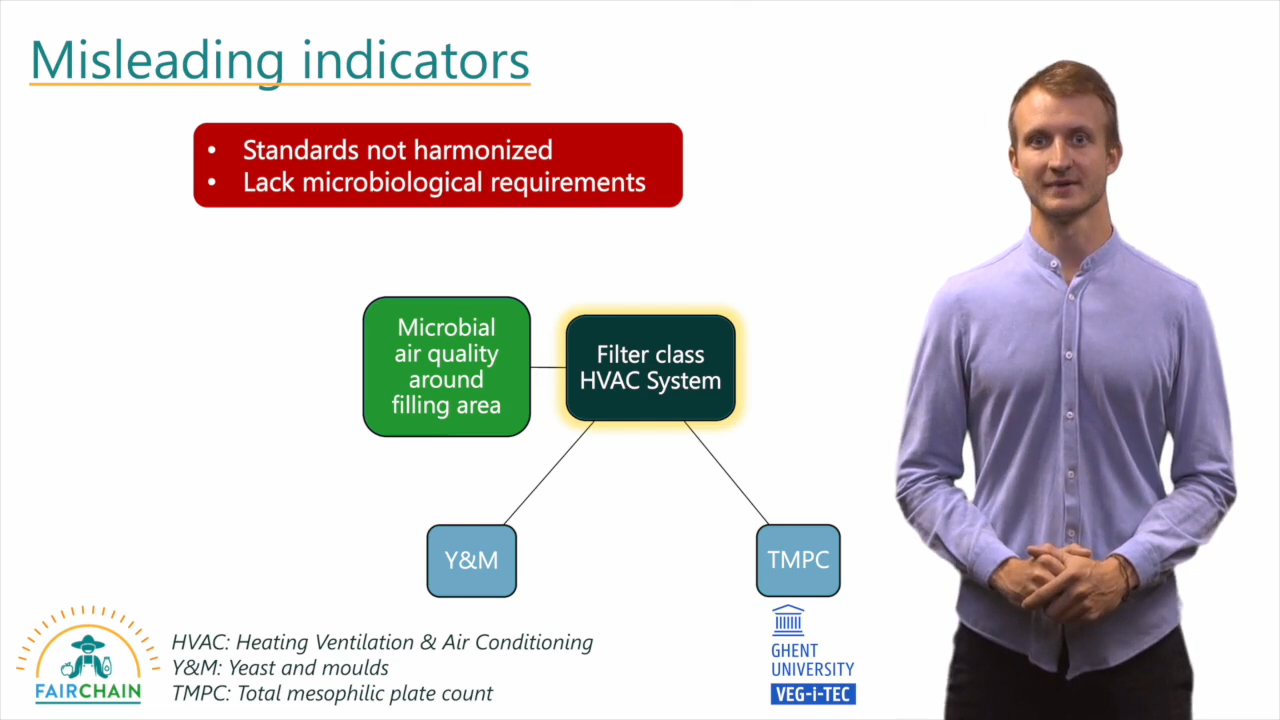 Misleading indicators
• Standards not harmonized
• Lack microbiological requirements
Microbial
air quality
around
filling area
Filter class
HVAC System
Y&M
TMPC
HVAC: Heating Ventilation & Air Conditioning
Y&M: Yeast and moulds
TMPC: Total mesophilic plate count
FAIRCHAIN
GHENT
UNIVERSITY
VEG-i-TEC